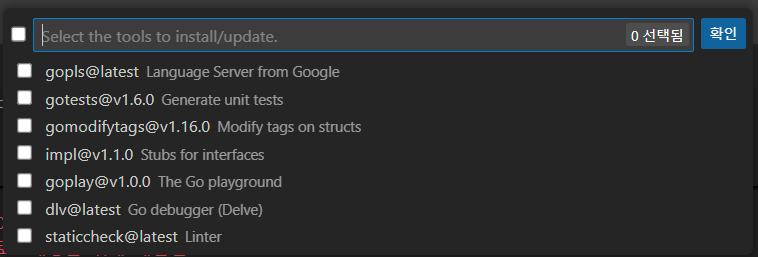 Select the tools to install/update. 0 선택됨 확인
gopls@latest Language Server from Google
gotests@v1.6.0 Generate unit tests
gomodifytags@v1.16.0 Modify tags on structs
impl@v1.1.0 Stubs for interfaces
goplay@v1.0.0 The Go playground
dlv@latest Go debugger (Delve)
staticcheck@latest Linter